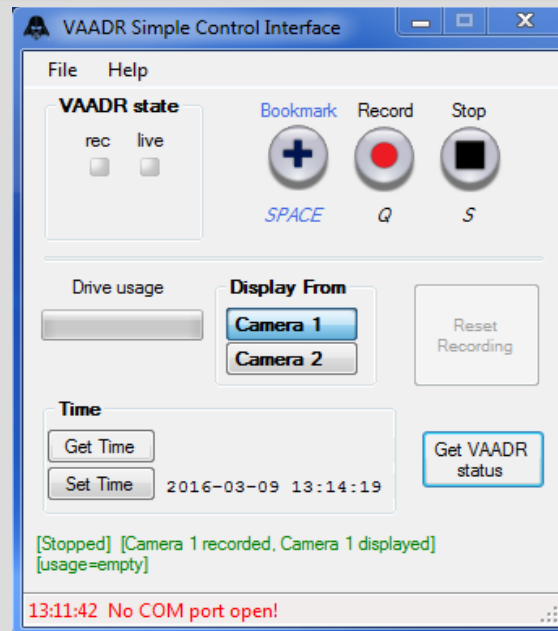 VAADR Simple Control Interface
File Help
VAADR state
rec live
Bookmark Record Stop
SPACE Q S
Drive usage
Display From
Camera 1
Camera 2
Reset
Recording
Time
Get Time
Set Time 2016-03-09 13:14:19
Get VAADR
status
[Stopped] [Camera 1 recorded, Camera 1 displayed]
[usage=empty]
13:11:42 No COM port open!